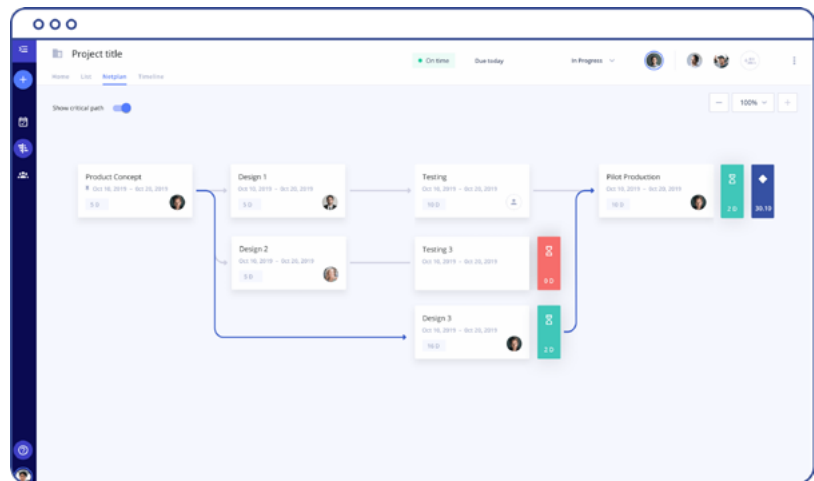 Project title
On time
Due today
In Progress
Home List Netplan Timeline
Show critical path
100%
Product Concept
Oct 10, 2019 - Oct 20, 2019
5 D
Design 1
Oct 10, 2019 - Oct 20, 2019
5 D
Testing
Oct 10, 2019 - Oct 20, 2019
10 D
Pilot Production
Oct 10, 2019 - Oct 20, 2019
10 D
2 D
30.10
Design 2
Oct 10, 2019 - Oct 20, 2019
5 D
Testing 3
Oct 10, 2019 - Oct 20, 2019
0 D
Design 3
Oct 10, 2019 - Oct 20, 2019
10 D
2 D